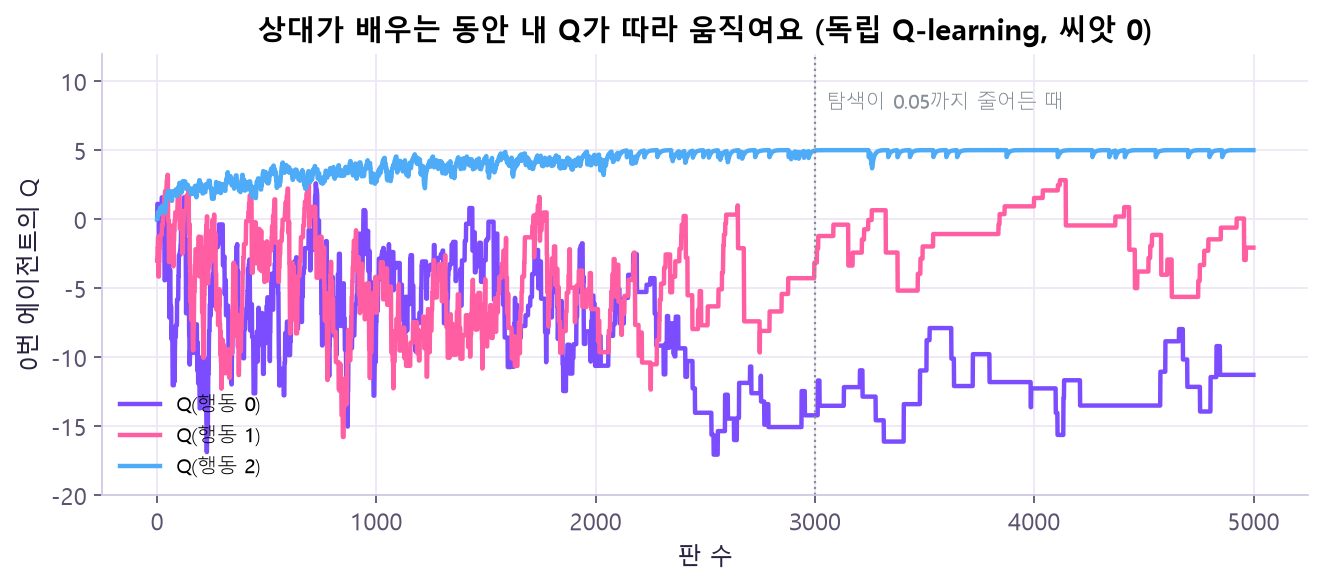 상대가 배우는 동안 내 Q가 따라 움직여요 (독립 Q-learning, 씨앗 0)
탐색이 0.05까지 줄어든 때
0번 에이전트의 Q
10
5
0
-5
-10
-15
-20
Q(행동 0)
Q(행동 1)
Q(행동 2)
0 1000 2000 3000 4000 5000
판 수